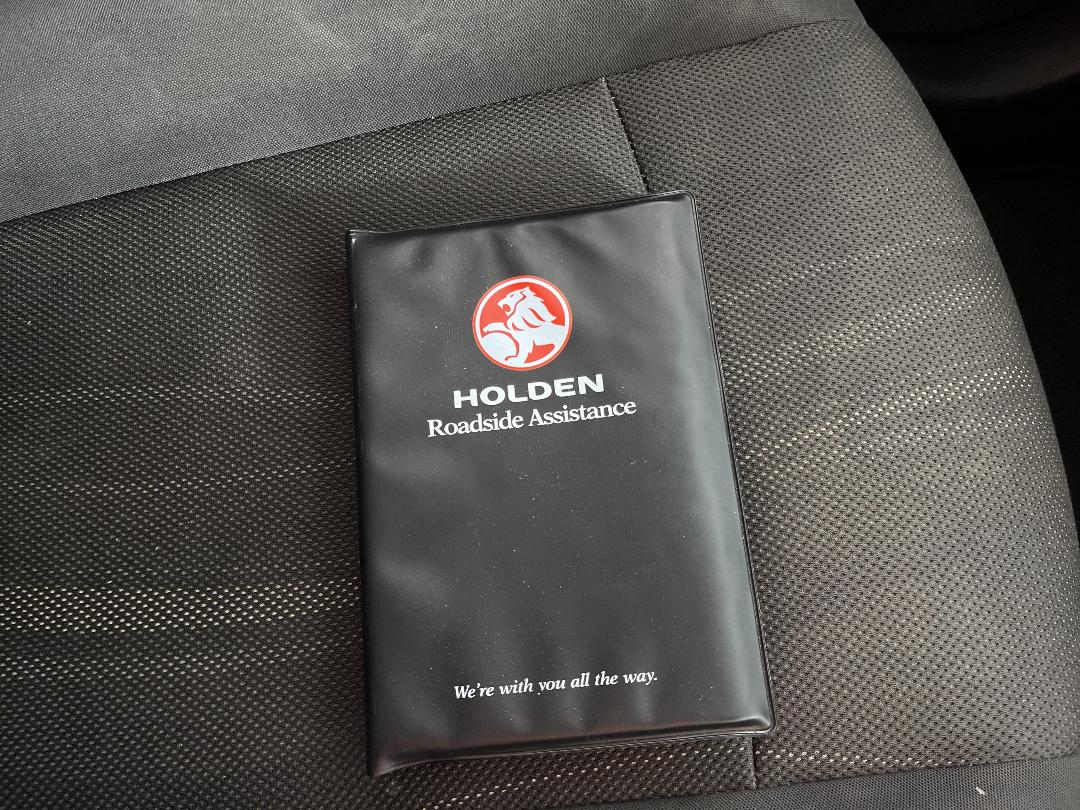 HOLDEN
Roadside Assistance
We're with you all the way.